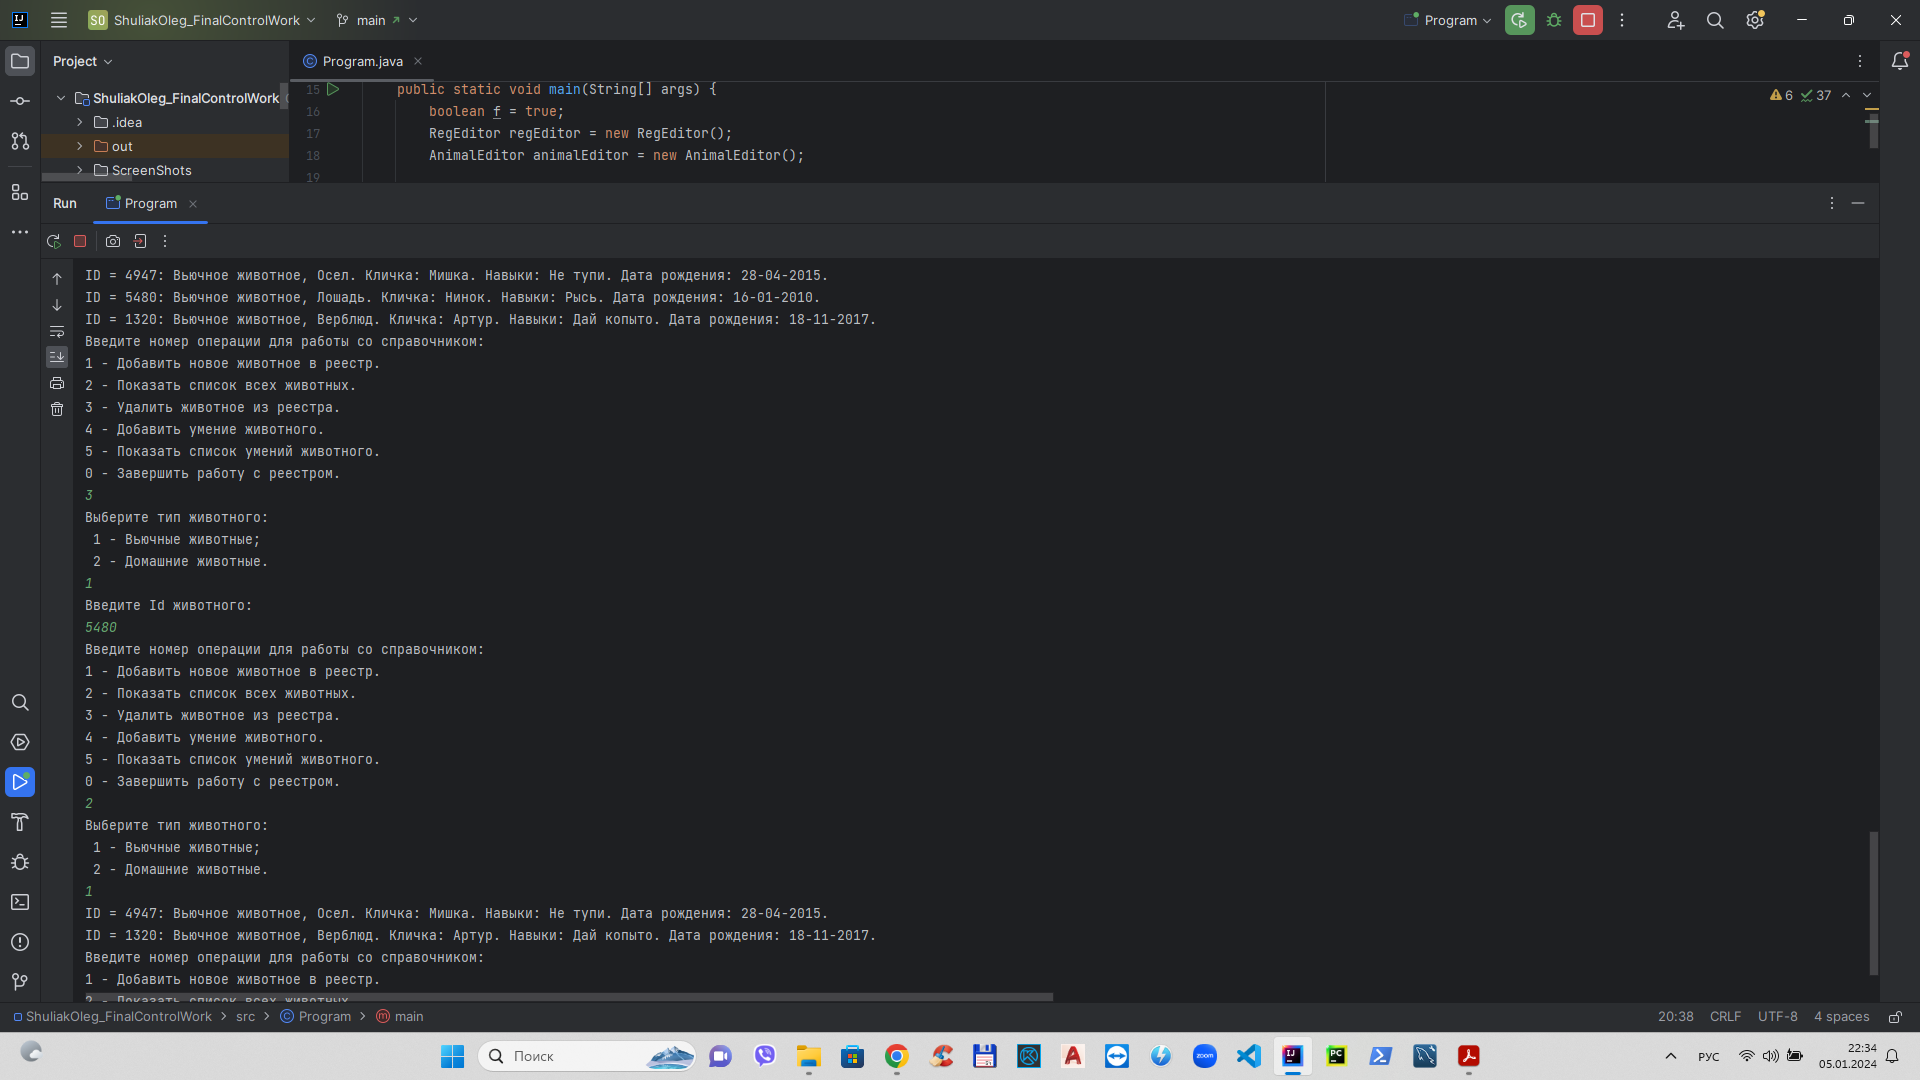 SO ShuliakOleg_FinalControlWork main Program
Project
Program.java
ShuliakOleg_FinalControlWork
.idea
out
ScreenShots
15 public static void main(String[] args) {
16 boolean f = true;
17 RegEditor regEditor = new RegEditor();
18 AnimalEditor animalEditor = new AnimalEditor();
19
6 37
Run Program
ID = 4947: Вьючное животное, Осел. Кличка: Мишка. Навыки: Не тупи. Дата рождения: 28-04-2015.
ID = 5480: Вьючное животное, Лошадь. Кличка: Нинок. Навыки: Рысь. Дата рождения: 16-01-2010.
ID = 1320: Вьючное животное, Верблюд. Кличка: Артур. Навыки: Дай копыто. Дата рождения: 18-11-2017.
Введите номер операции для работы со справочником:
1 - Добавить новое животное в реестр.
2 - Показать список всех животных.
3 - Удалить животное из реестра.
4 - Добавить умение животного.
5 - Показать список умений животного.
0 - Завершить работу с реестром.
3
Выберите тип животного:
1 - Вьючные животные;
2 - Домашние животные.
1
Введите Id животного:
5480
Введите номер операции для работы со справочником:
1 - Добавить новое животное в реестр.
2 - Показать список всех животных.
3 - Удалить животное из реестра.
4 - Добавить умение животного.
5 - Показать список умений животного.
0 - Завершить работу с реестром.
2
Выберите тип животного:
1 - Вьючные животные;
2 - Домашние животные.
1
ID = 4947: Вьючное животное, Осел. Кличка: Мишка. Навыки: Не тупи. Дата рождения: 28-04-2015.
ID = 1320: Вьючное животное, Верблюд. Кличка: Артур. Навыки: Дай копыто. Дата рождения: 18-11-2017.
Введите номер операции для работы со справочником:
1 - Добавить новое животное в реестр.
2 - Показать список всех животных.
ShuliakOleg_FinalControlWork > src > Program > main 20:38 CRLF UTF-8 4 spaces
Поиск
zoom
РУС
22:34
05.01.2024